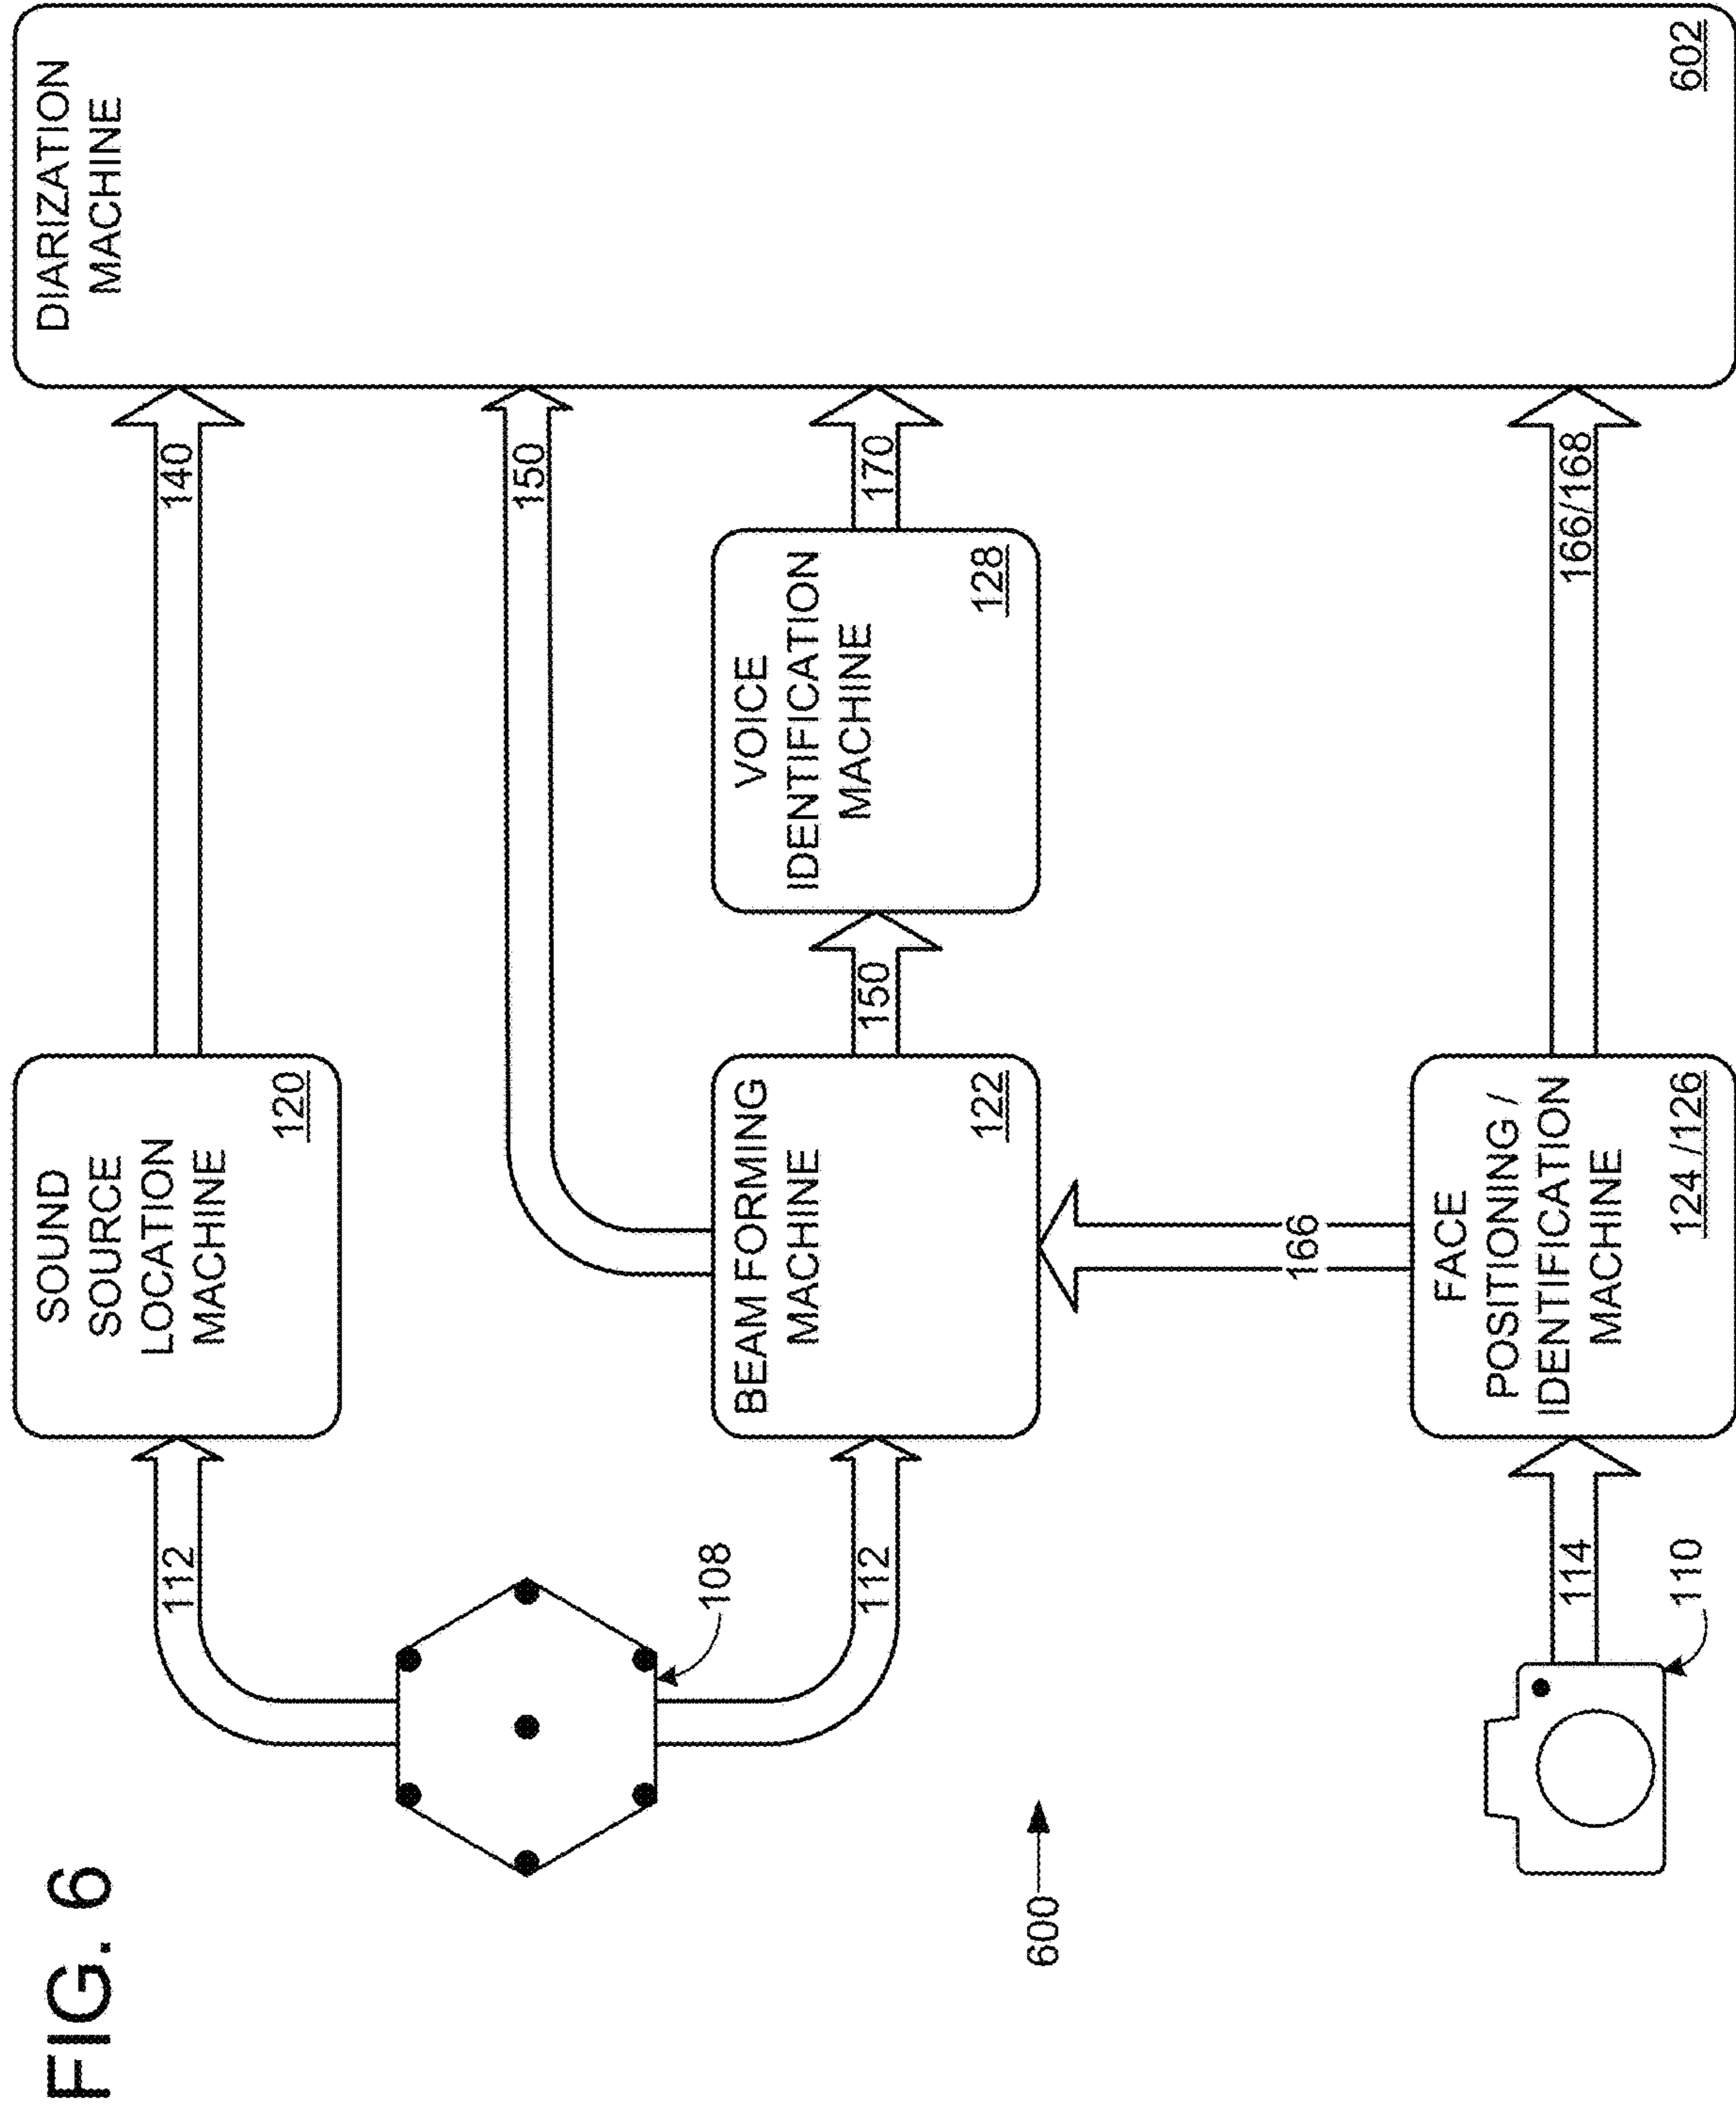 FIG. 6
112
SOUND
SOURCE
LOCATION
MACHINE
120
140
DIARIZATION
MACHINE
602
108
150
112
BEAM FORMING
MACHINE
122
150
VOICE
IDENTIFICATION
MACHINE
128
170
600
166
110
114
FACE
POSITIONING /
IDENTIFICATION
MACHINE
124 /126
166/168